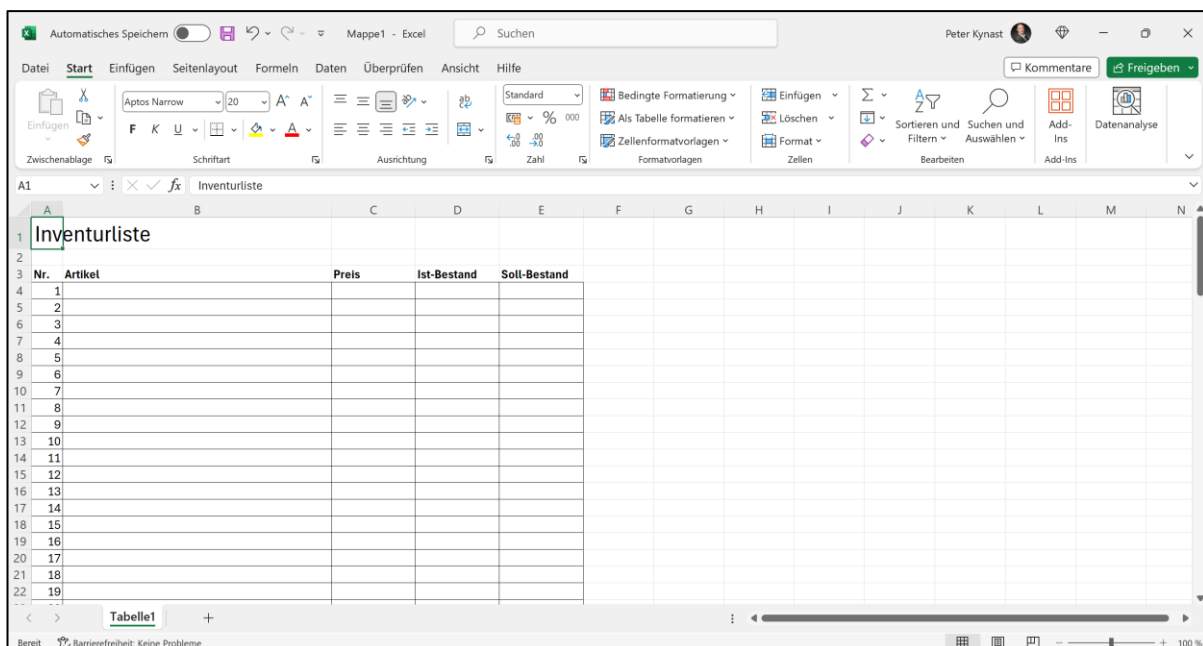 Automatisches Speichern Mappe1 - Excel Suchen Peter Kynast
Datei Start Einfügen Seitenlayout Formeln Daten Überprüfen Ansicht Hilfe Kommentare Freigeben
Einfügen
Zwischenablage
Aptos Narrow 20
F K U
Schriftart
ab
Ausrichtung
Standard
% 000
Zahl
Bedingte Formatierung
Als Tabelle formatieren
Zellenformatvorlagen
Formatvorlagen
Einfügen
Löschen
Format
Zellen
Sortieren und Filtern
Suchen und Auswählen
Bearbeiten
Add-Ins
Add-Ins
Datenanalyse
A1 fx Inventurliste
A B C D E F G H I J K L M N
1 Inventurliste
2
3 Nr. Artikel Preis Ist-Bestand Soll-Bestand
4 1
5 2
6 3
7 4
8 5
9 6
10 7
11 8
12 9
13 10
14 11
15 12
16 13
17 14
18 15
19 16
20 17
21 18
22 19
Tabelle1
Bereit Barrierefreiheit: Keine Probleme 100 %